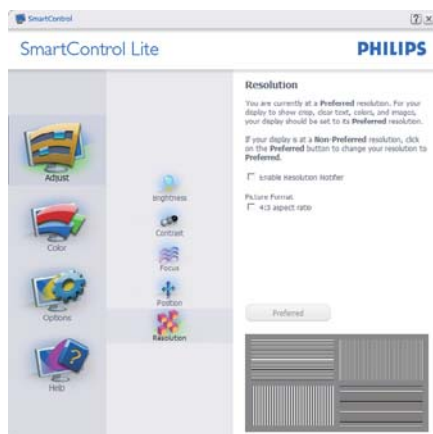 SmartControl
SmartControl Lite
PHILIPS
Adjust
Color
Options
Help
Brightness
Contrast
Focus
Position
Resolution
Resolution
You are currently at a Preferred resolution. For your
display to show crisp, clear text, colors, and images,
your display should be set to its Preferred resolution.
If your display is at a Non-Preferred resolution, click
on the Preferred button to change your resolution to
Preferred.
Enable Resolution Notifier
Picture Format
4:3 aspect ratio
Preferred